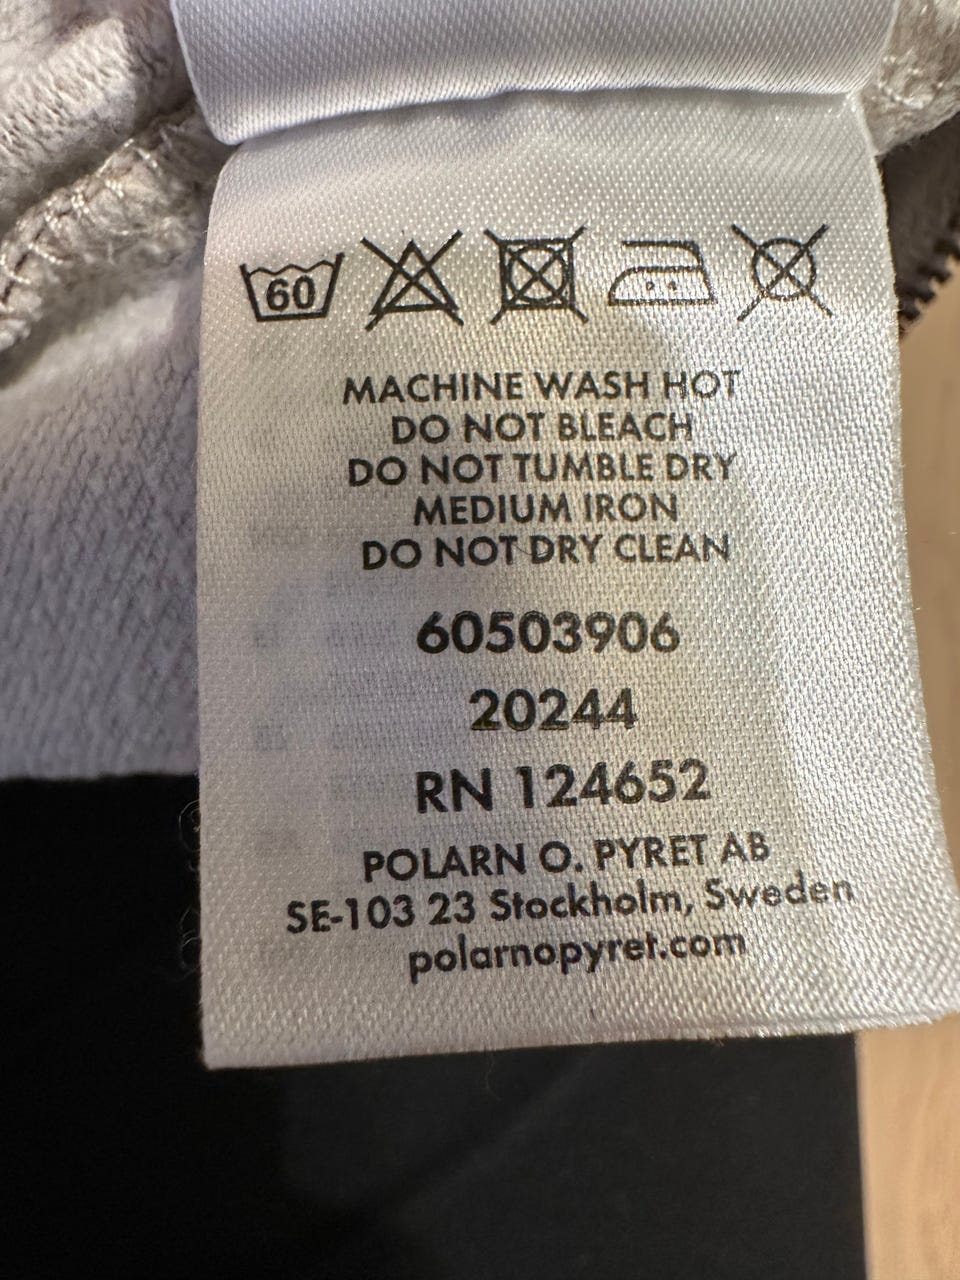 60
MACHINE WASH HOT
DO NOT BLEACH
DO NOT TUMBLE DRY
MEDIUM IRON
DO NOT DRY CLEAN
60503906
20244
RN 124652
POLARN O. PYRET AB
SE-103 23 Stockholm, Sweden
polarnopyret.com